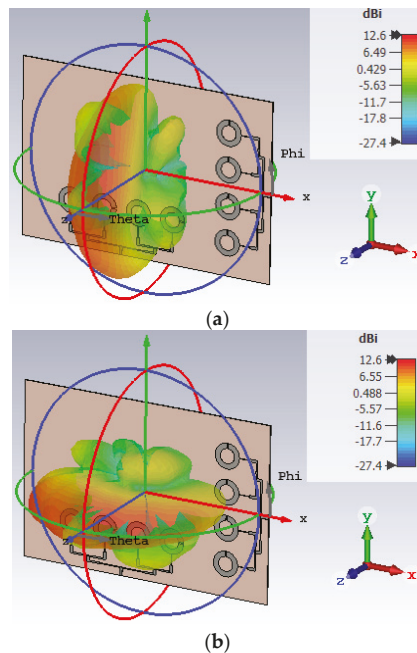 dBi
12.6
6.49
0.429
-5.63
-11.7
-17.8
-27.4
Phi
x
z
Theta
y
z
x
(a)
dBi
12.6
6.55
0.488
-5.57
-11.6
-17.7
-27.4
Phi
x
z
Theta
y
z
x
(b)